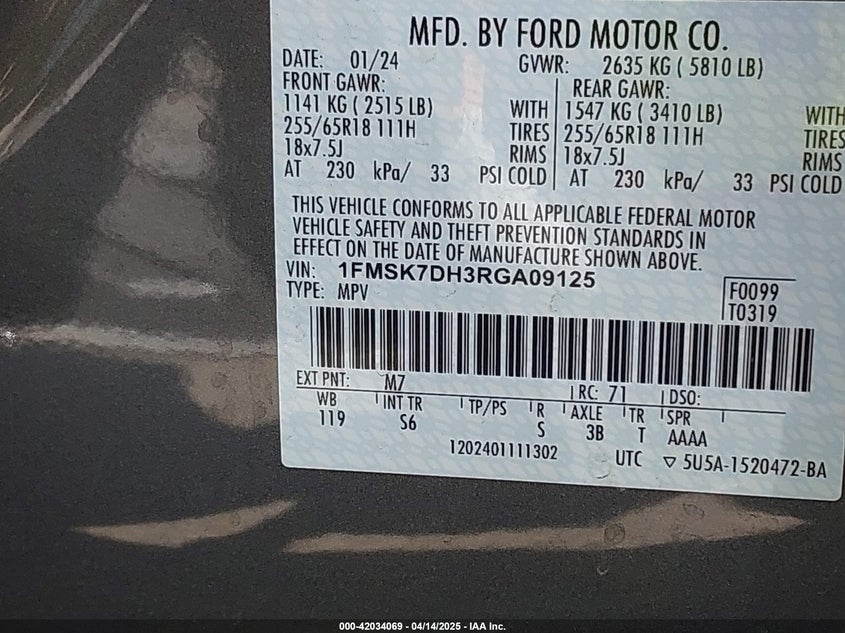 MFD. BY FORD MOTOR CO.
DATE: 01/24 GVWR: 2635 KG ( 5810 LB)
FRONT GAWR: REAR GAWR:
1141 KG ( 2515 LB) WITH 1547 KG ( 3410 LB) WITH
255/65R18 111H TIRES 255/65R18 111H TIRES
18x7.5J RIMS 18x7.5J RIMS
AT 230 kPa/ 33 PSI COLD AT 230 kPa/ 33 PSI COLD
THIS VEHICLE CONFORMS TO ALL APPLICABLE FEDERAL MOTOR
VEHICLE SAFETY AND THEFT PREVENTION STANDARDS IN
EFFECT ON THE DATE OF MANUFACTURE SHOWN ABOVE.
VIN: 1FMSK7DH3RGA09125
TYPE: MPV
F0099
T0319
EXT PNT: M7 RC: 71 DSO:
WB INT TR TP/PS R AXLE TR SPR
119 S6 S 3B T AAAA
1202401111302 UTC ▽ 5U5A-1520472-BA
000-42034069 - 04/14/2025 - IAA Inc.